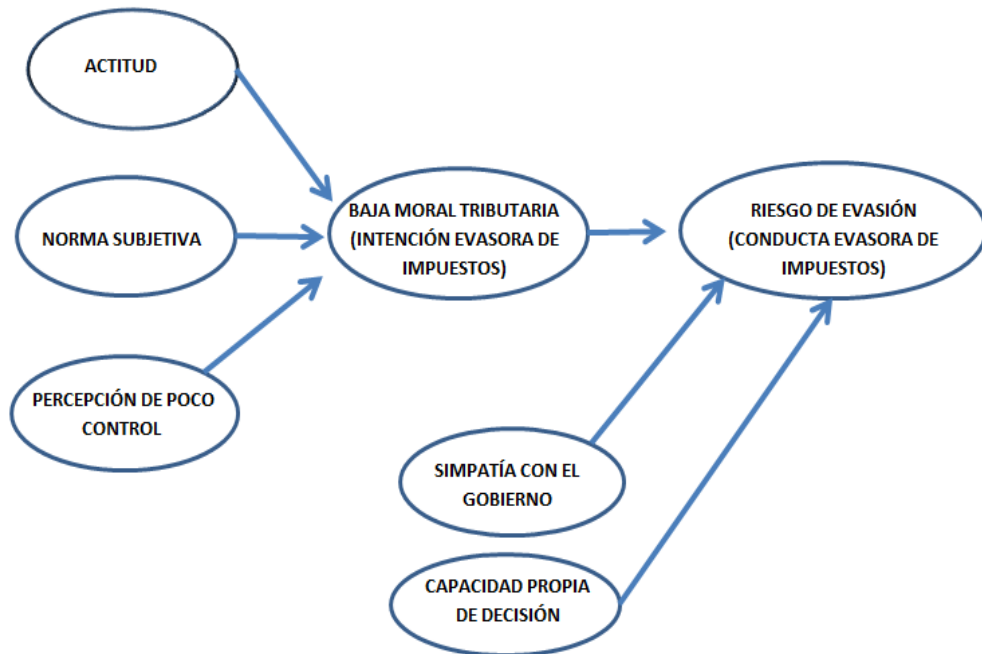 ACTITUD
NORMA SUBJETIVA
PERCEPCIÓN DE POCO
CONTROL
BAJA MORAL TRIBUTARIA
(INTENCIÓN EVASORA DE
IMPUESTOS)
RIESGO DE EVASIÓN
(CONDUCTA EVASORA DE
IMPUESTOS)
SIMPATÍA CON EL
GOBIERNO
CAPACIDAD PROPIA
DE DECISIÓN